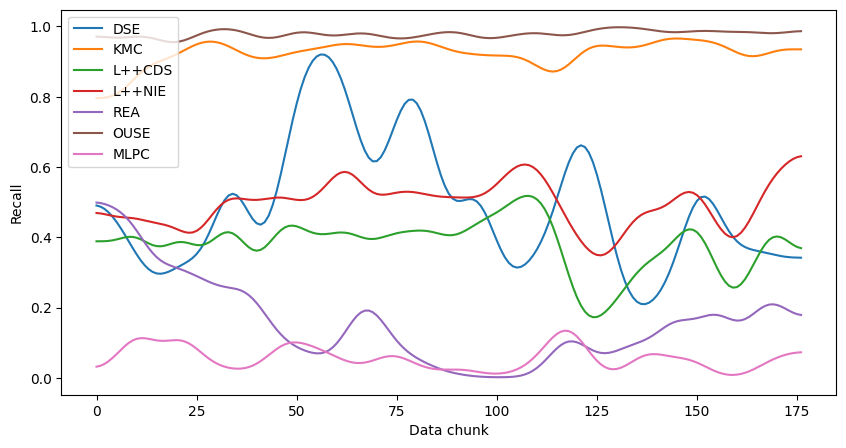 1.0
0.8
0.6
0.4
0.2
0.0
Recall
DSE
KMC
L++CDS
L++NIE
REA
OUSE
MLPC
0 25 50 75 100 125 150 175
Data chunk